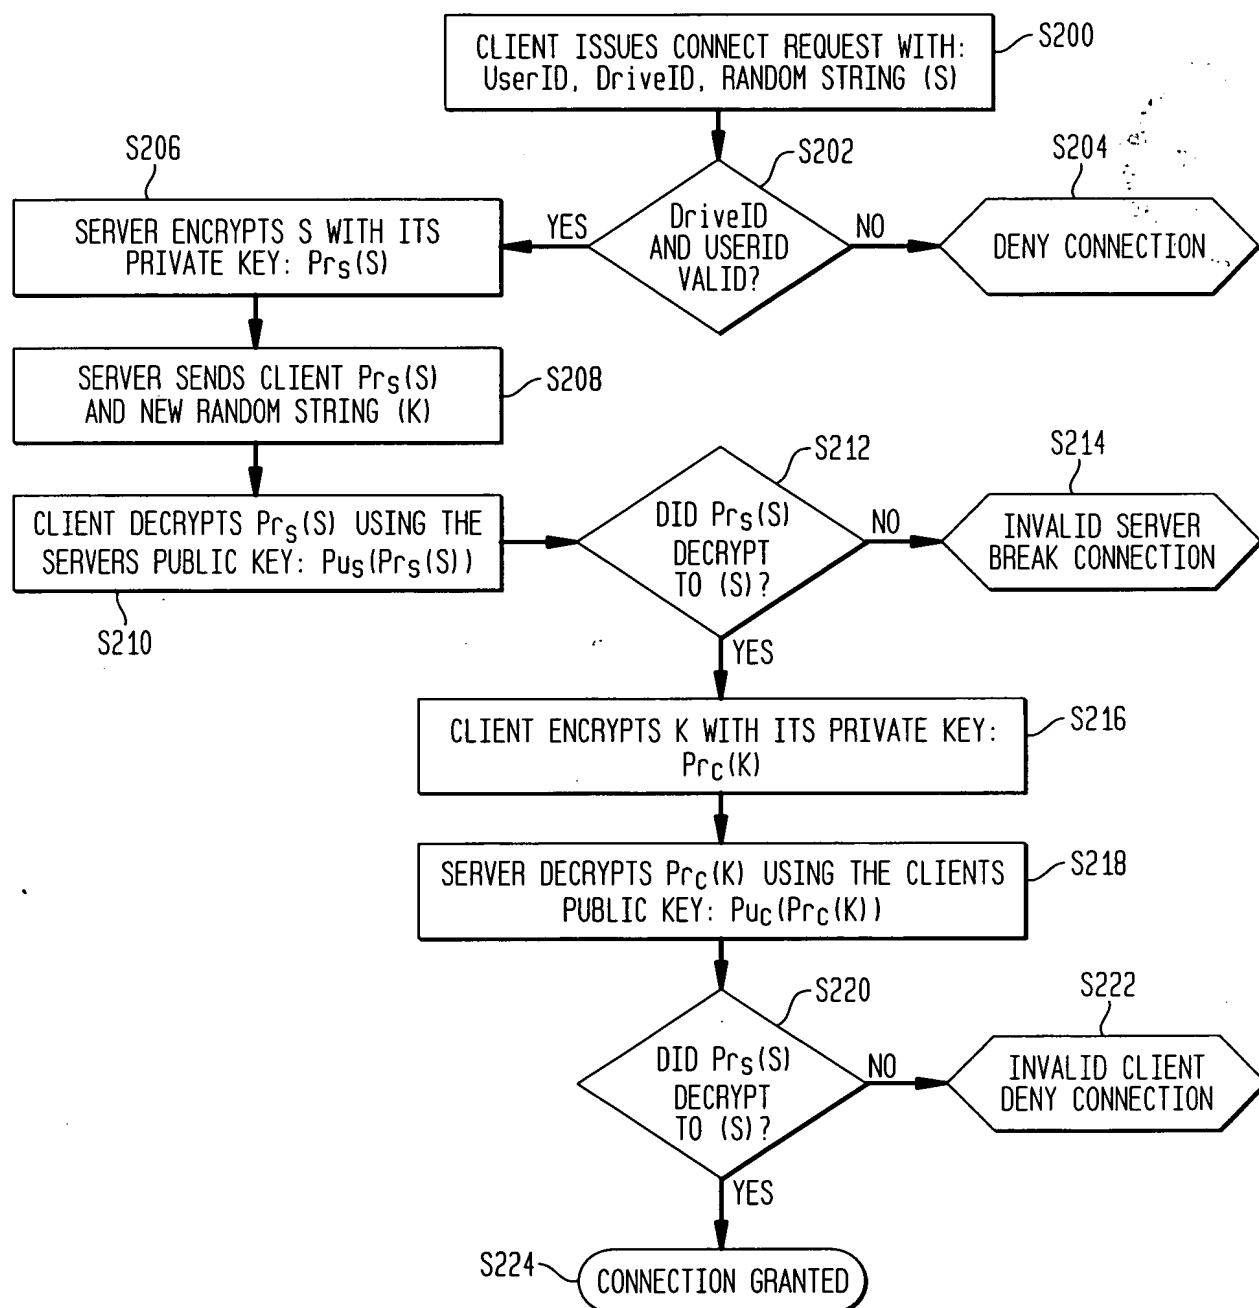 CLIENT ISSUES CONNECT REQUEST WITH:
UserID, DriveID, RANDOM STRING (S)
S200
S202
DriveID
AND USERID
VALID?
YES
NO
S204
DENY CONNECTION
S206
SERVER ENCRYPTS S WITH ITS
PRIVATE KEY: Prs(S)
SERVER SENDS CLIENT Prs(S)
AND NEW RANDOM STRING (K)
S208
CLIENT DECRYPTS Prs(S) USING THE
SERVERS PUBLIC KEY: Pus(Prs(S))
S210
S212
DID Prs(S)
DECRYPT
TO (S)?
NO
S214
INVALID SERVER
BREAK CONNECTION
YES
CLIENT ENCRYPTS K WITH ITS PRIVATE KEY:
Prc(K)
S216
SERVER DECRYPTS Prc(K) USING THE CLIENTS
PUBLIC KEY: Puc(Prc(K))
S218
S220
DID Prs(S)
DECRYPT
TO (S)?
NO
S222
INVALID CLIENT
DENY CONNECTION
YES
S224
CONNECTION GRANTED